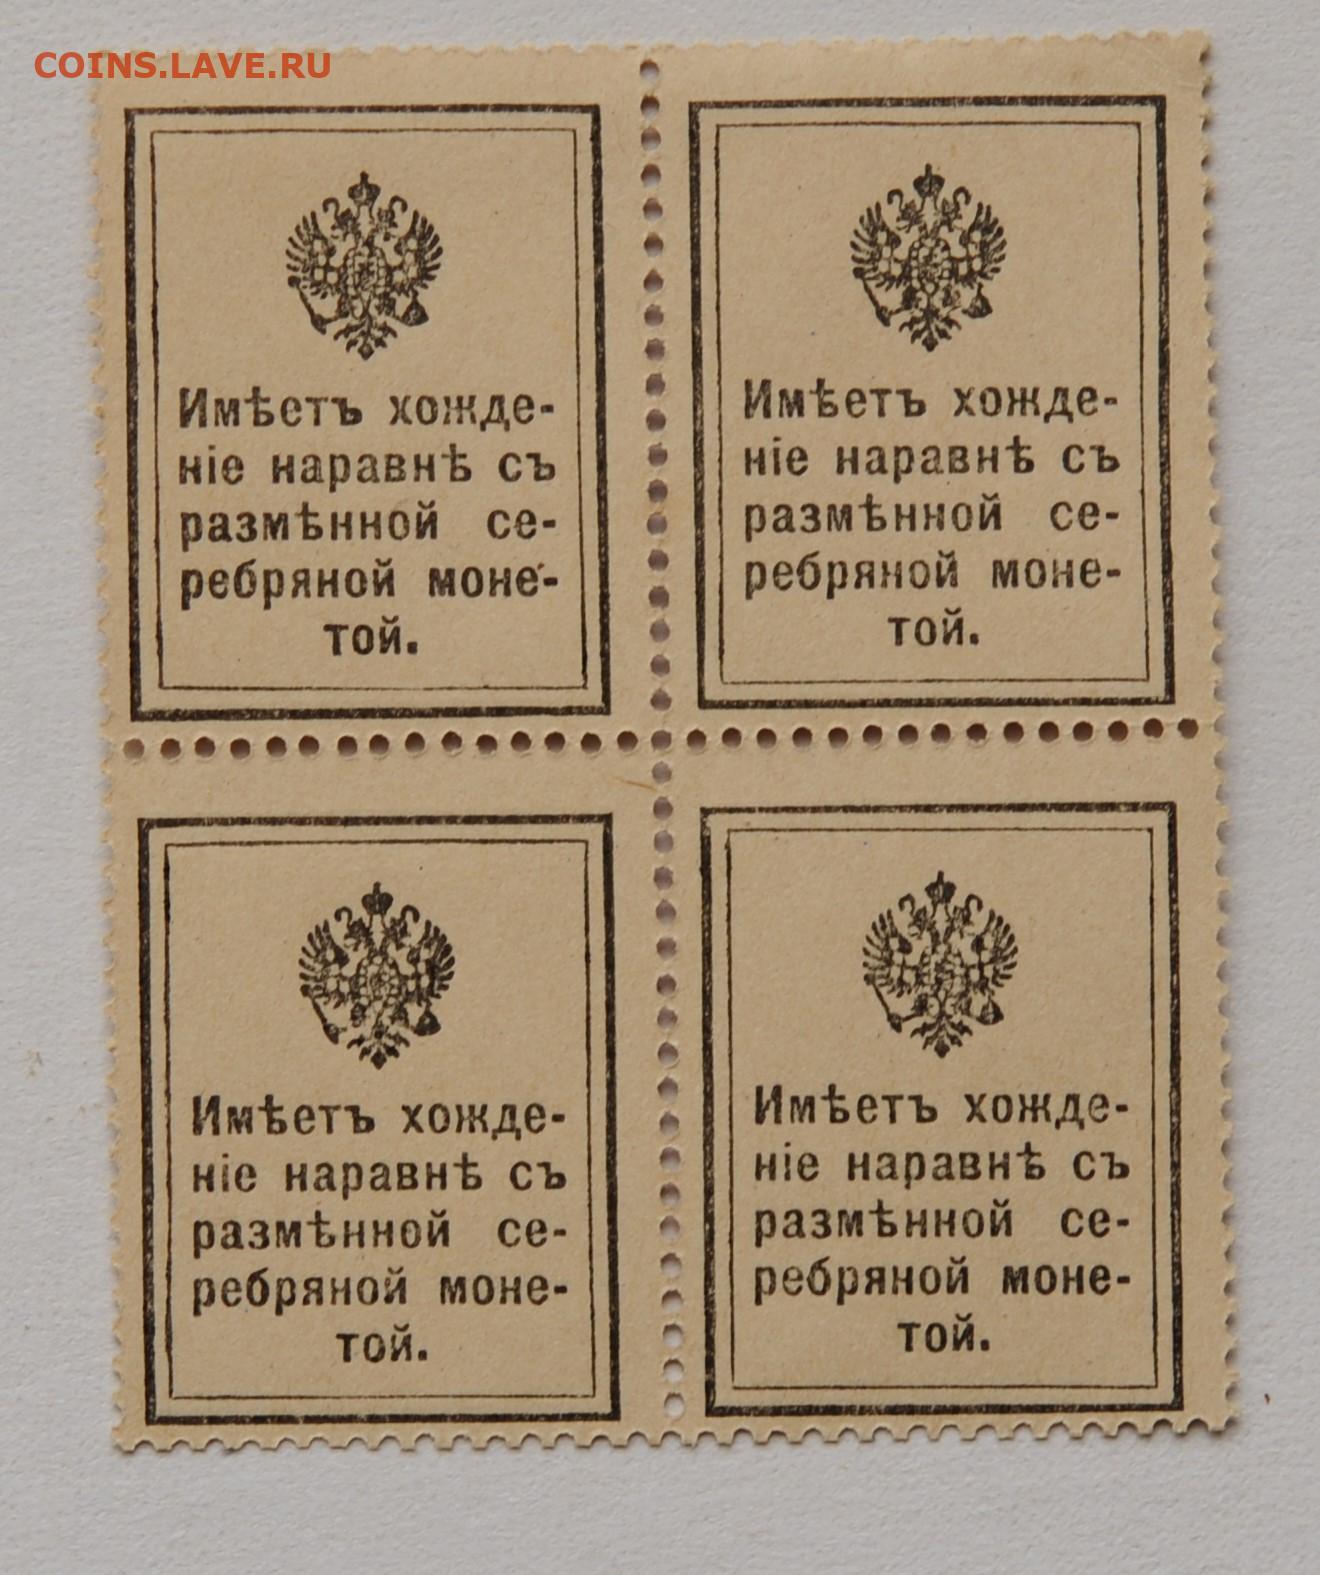 COINS.LAVE.RU
Имѣетъ хожде-
ніе наравнѣ съ
размѣнной се-
ребряной моне-
той.
Имѣетъ хожде-
ніе наравнѣ съ
размѣнной се-
ребряной моне-
той.
Имѣетъ хожде-
ніе наравнѣ съ
размѣнной се-
ребряной моне-
той.
Имѣетъ хожде-
ніе наравнѣ съ
размѣнной се-
ребряной моне-
той.